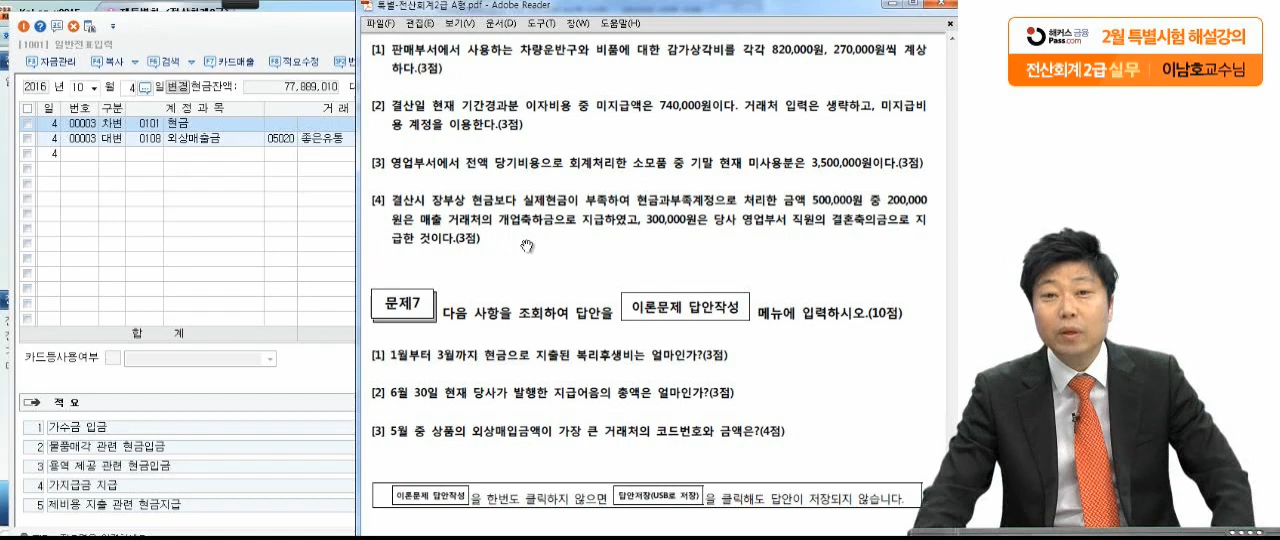 특별-전산회계2급 A형.pdf - Adobe Reader
파일(F) 편집(E) 보기(V) 문서(D) 도구(T) 창(W) 도움말(H)
[1001] 일반전표입력
F3 자금관리 F4 복사 F6 검색 F7 카드매출 F8 적요수정
2016 년 10 월 4 일 변경 현금잔액: 77,889,010
일 번호 구분 계 정 과 목 거 래
4 00003 차변 0101 현금
4 00003 대변 0108 외상매출금 05020 좋은유통
4
합 계
카드등사용여부
적 요
1 가수금 입금
2 물품매각 관련 현금입금
3 용역 제공 관련 현금입금
4 가지급금 지급
5 제비용 지출 관련 현금지급
[1] 판매부서에서 사용하는 차량운반구와 비품에 대한 감가상각비를 각각 820,000원, 270,000원씩 계상
하다.(3점)
[2] 결산일 현재 기간경과분 이자비용 중 미지급액은 740,000원이다. 거래처 입력은 생략하고, 미지급비
용 계정을 이용한다.(3점)
[3] 영업부서에서 전액 당기비용으로 회계처리한 소모품 중 기말 현재 미사용분은 3,500,000원이다.(3점)
[4] 결산시 장부상 현금보다 실제현금이 부족하여 현금과부족계정으로 처리한 금액 500,000원 중 200,000
원은 매출 거래처의 개업축하금으로 지급하였고, 300,000원은 당사 영업부서 직원의 결혼축의금으로 지
급한 것이다.(3점)
문제7 다음 사항을 조회하여 답안을 이론문제 답안작성 메뉴에 입력하시오.(10점)
[1] 1월부터 3월까지 현금으로 지출된 복리후생비는 얼마인가?(3점)
[2] 6월 30일 현재 당사가 발행한 지급어음의 총액은 얼마인가?(3점)
[3] 5월 중 상품의 외상매입금액이 가장 큰 거래처의 코드번호와 금액은?(4점)
이론문제 답안작성 을 한번도 클릭하지 않으면 답안저장(USB로 저장) 을 클릭해도 답안이 저장되지 않습니다.
해커스 금융
Pass.com
2월 특별시험 해설강의
전산회계2급 실무 이남호교수님